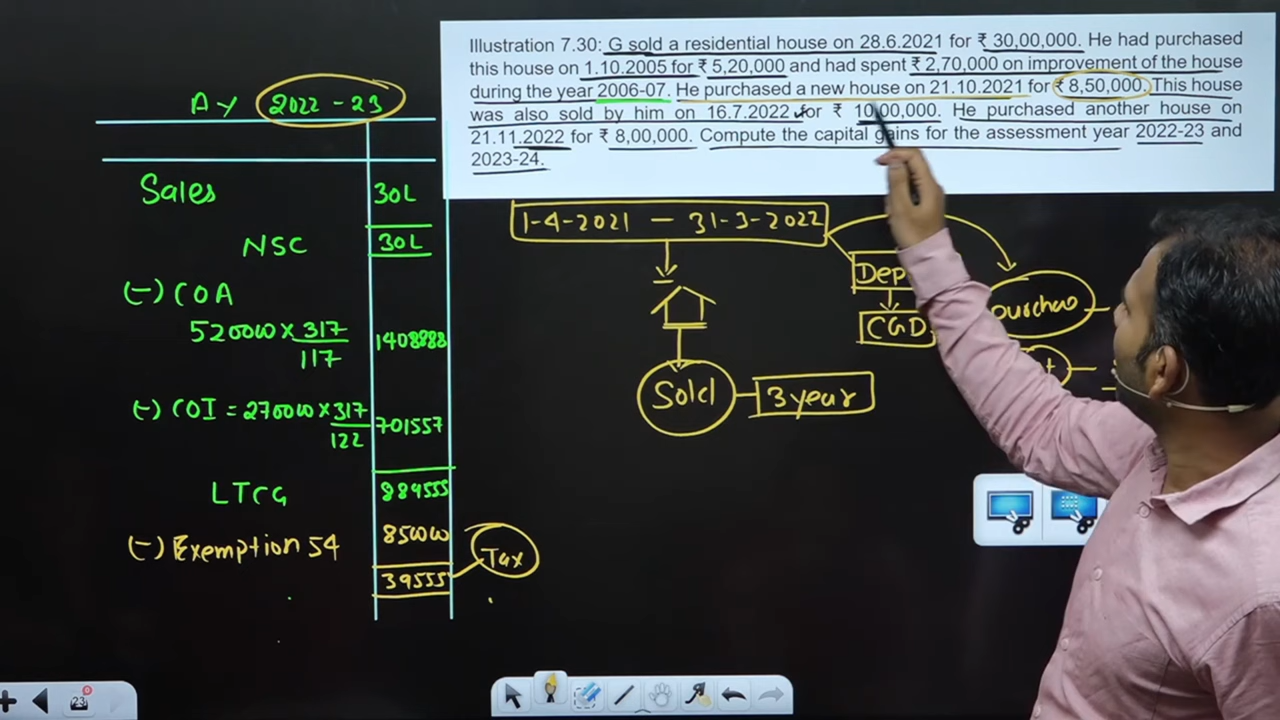 Illustration 7.30: G sold a residential house on 28.6.2021 for ₹ 30,00,000. He had purchased
this house on 1.10.2005 for ₹ 5,20,000 and had spent ₹ 2,70,000 on improvement of the house
during the year 2006-07. He purchased a new house on 21.10.2021 for ₹ 8,50,000. This house
was also sold by him on 16.7.2022 for ₹ 10,00,000. He purchased another house on
21.11.2022 for ₹ 8,00,000. Compute the capital gains for the assessment year 2022-23 and
2023-24.
AY 2022-23
Sales 30L
NSC 30L
(-) COA
520000 × 317/117 1408888
(-) COI = 270000 × 317/122 701557
LTCG 889555
(-) Exemption 54 850000
39555 Tax
1-4-2021 — 31-3-2022
Dep
CGD
purchas
Sold
3 year
23